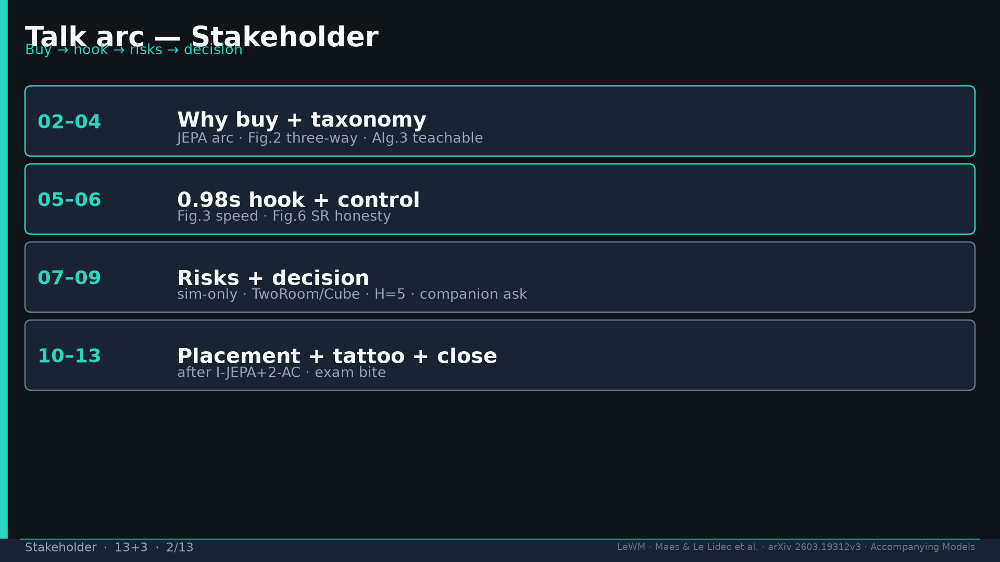 Talk arc — Stakeholder
Buy → hook → risks → decision
02–04
Why buy + taxonomy
JEPA arc · Fig.2 three-way · Alg.3 teachable
05–06
0.98s hook + control
Fig.3 speed · Fig.6 SR honesty
07–09
Risks + decision
sim-only · TwoRoom/Cube · H=5 · companion ask
10–13
Placement + tattoo + close
after I-JEPA+2-AC · exam bite
Stakeholder · 13+3 · 2/13
LeWM · Maes & Le Lidec et al. · arXiv 2603.19312v3 · Accompanying Models